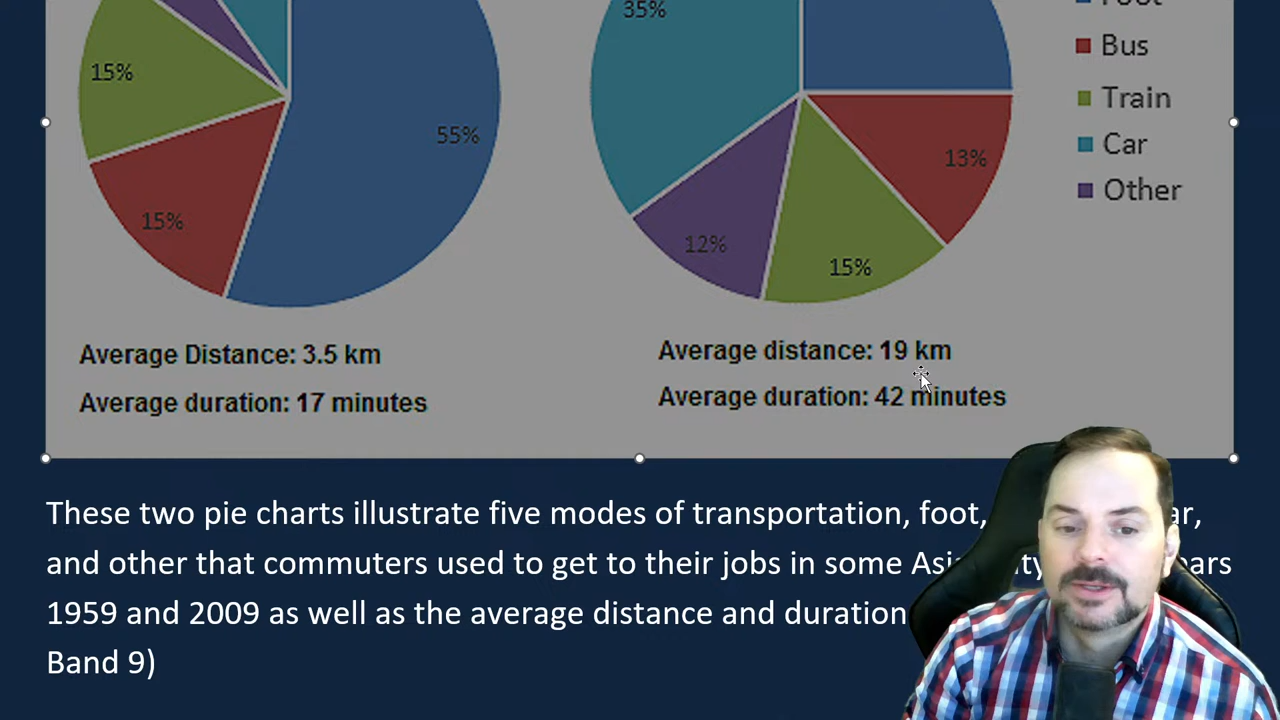 35%
Bus
15%
Train
55%
Car
13%
Other
15%
12%
15%
Average Distance: 3.5 km
Average distance: 19 km
Average duration: 17 minutes
Average duration: 42 minutes
These two pie charts illustrate five modes of transportation, foot,
and other that commuters used to get to their jobs in some
1959 and 2009 as well as the average distance and duration
Band 9)